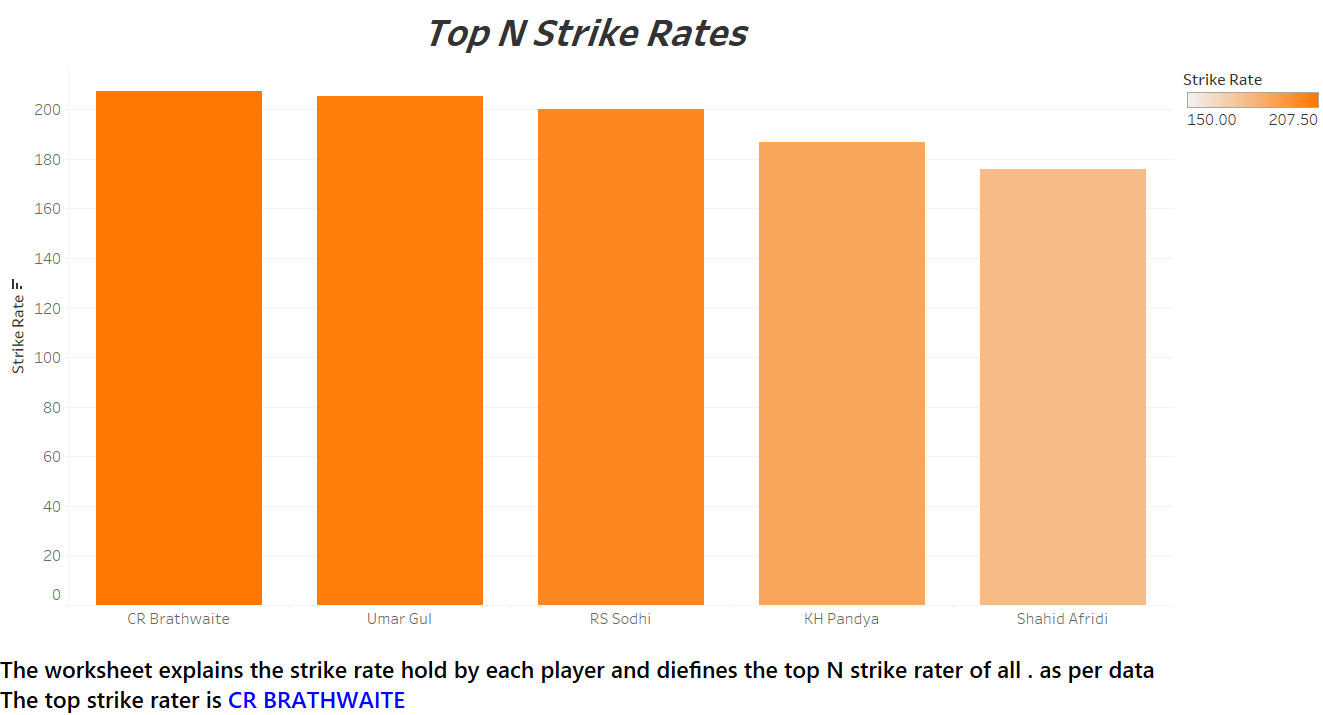 Top N Strike Rates
Strike Rate
150.00 207.50
200
180
160
140
120
100
80
60
40
20
0
Strike Rate
CR Brathwaite Umar Gul RS Sodhi KH Pandya Shahid Afridi
The worksheet explains the strike rate hold by each player and diefines the top N strike rater of all . as per data
The top strike rater is CR BRATHWAITE